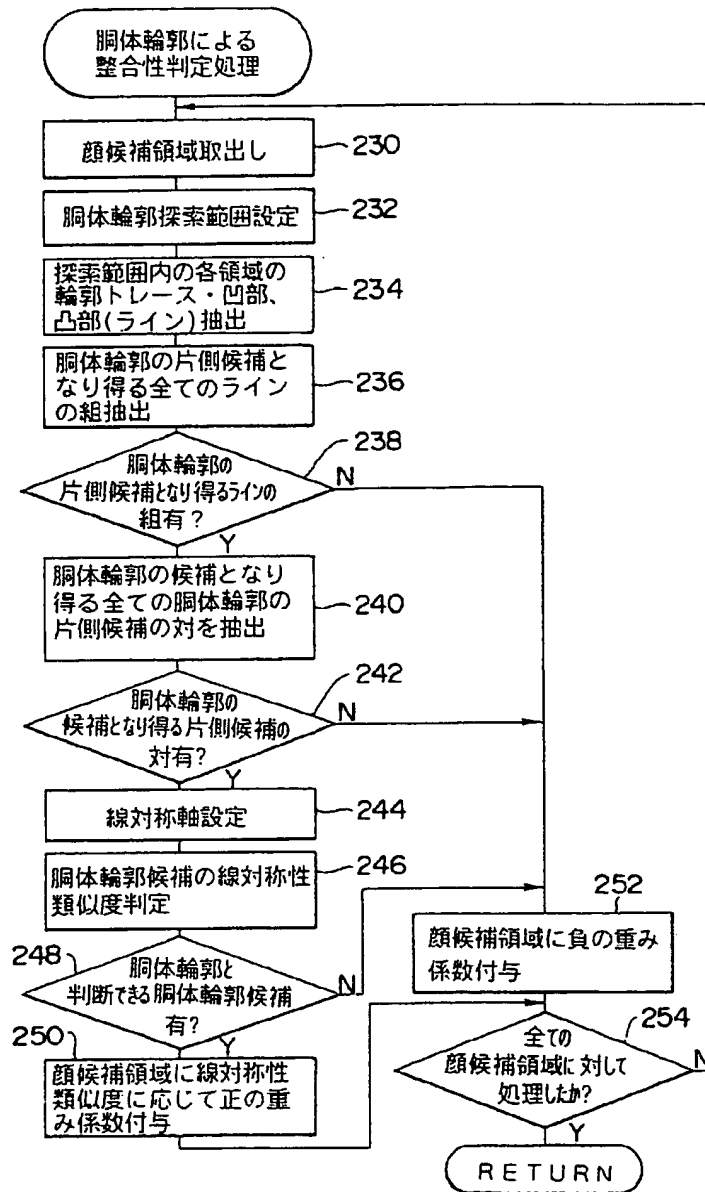 胴体輪郭による
整合性判定処理
顔候補領域取出し
230
胴体輪郭探索範囲設定
232
探索範囲内の各領域の
輪郭トレース・凹部、
凸部(ライン)抽出
234
胴体輪郭の片側候補と
なり得る全てのライン
の組抽出
236
238
胴体輪郭の
片側候補となり得るラインの
組有?
N
Y
胴体輪郭の候補となり
得る全ての胴体輪郭の
片側候補の対を抽出
240
242
胴体輪郭の
候補となり得る片側候補の
対有?
N
Y
線対称軸設定
244
246
胴体輪郭候補の線対称性
類似度判定
248
胴体輪郭と
判断できる胴体輪郭候補
有?
N
Y
250
顔候補領域に線対称性
類似度に応じて正の重
み係数付与
252
顔候補領域に負の重み
係数付与
254
全ての
顔候補領域に対して
処理したか?
N
Y
RETURN